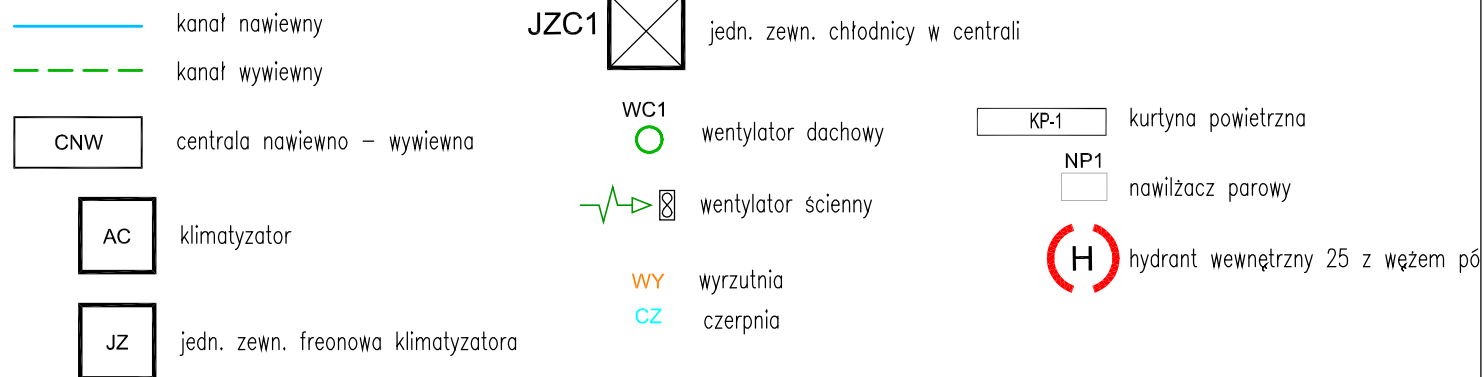 kanał nawiewny
kanał wywiewny
CNW centrala nawiewno – wywiewna
AC klimatyzator
JZ jedn. zewn. freonowa klimatyzatora
JZC1 jedn. zewn. chłodnicy w centrali
WC1
wentylator dachowy
wentylator ścienny
WY wyrzutnia
CZ czerpnia
KP-1 kurtyna powietrzna
NP1
nawilżacz parowy
H hydrant wewnętrzny 25 z wężem pó